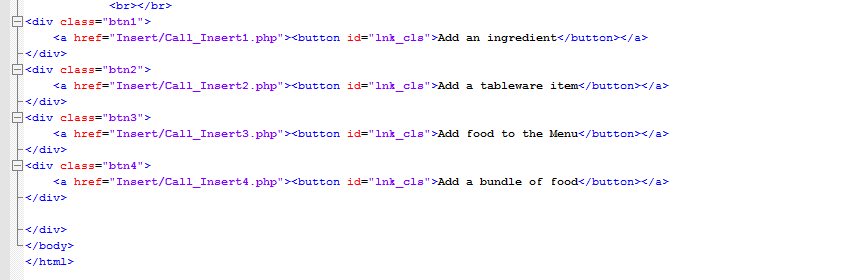 <br></br>
<div class="btn1">
<a href="Insert/Call_Insert1.php"><button id="lnk_cls">Add an ingredient</button></a>
</div>
<div class="btn2">
<a href="Insert/Call_Insert2.php"><button id="lnk_cls">Add a tableware item</button></a>
</div>
<div class="btn3">
<a href="Insert/Call_Insert3.php"><button id="lnk_cls">Add food to the Menu</button></a>
</div>
<div class="btn4">
<a href="Insert/Call_Insert4.php"><button id="lnk_cls">Add a bundle of food</button></a>
</div>
</div>
</body>
</html>